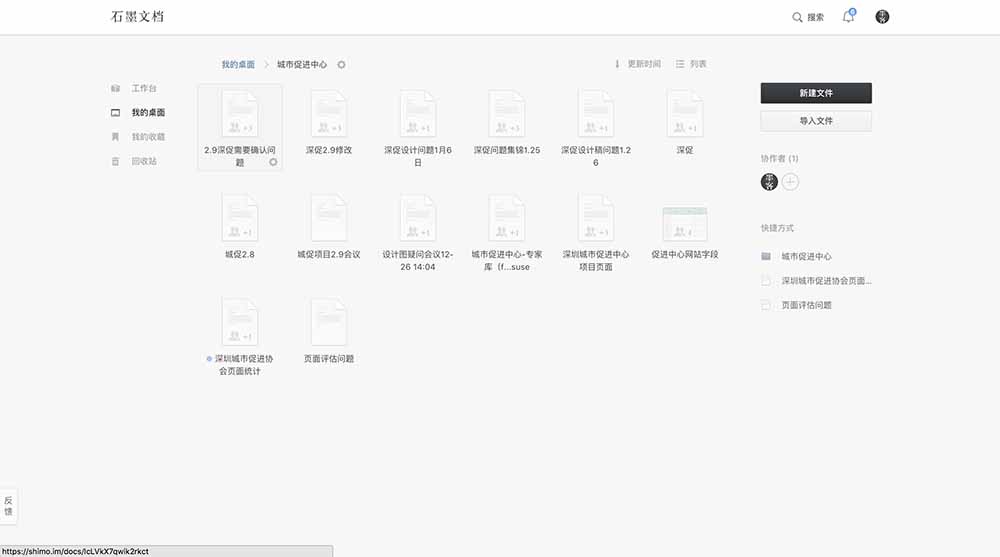 石墨文档
搜索
6
我的桌面 > 城市促进中心
更新时间 列表
工作台
我的桌面
我的收藏
回收站
+3
+3
+1
+1
+1
2.9深促需要确认问
题
深促2.9修改
深促设计问题1月6
日
深促问题集锦1.25
深促设计稿问题1.2
6
深促
+1
+1
+1
+3
+1
城促2.8
城促项目2.9会议
设计图疑问会议12-
26 14:04
城市促进中心-专家
库（f...suse
深圳城市促进中心
项目页面
促进中心网站字段
+1
深圳城市促进协
会页面统计
页面评估问题
新建文件
导入文件
协作者 (1)
快捷方式
城市促进中心
深圳城市促进协会页面...
页面评估问题
反
馈
https://shimo.im/docs/IcLVkX7qwik2rkct